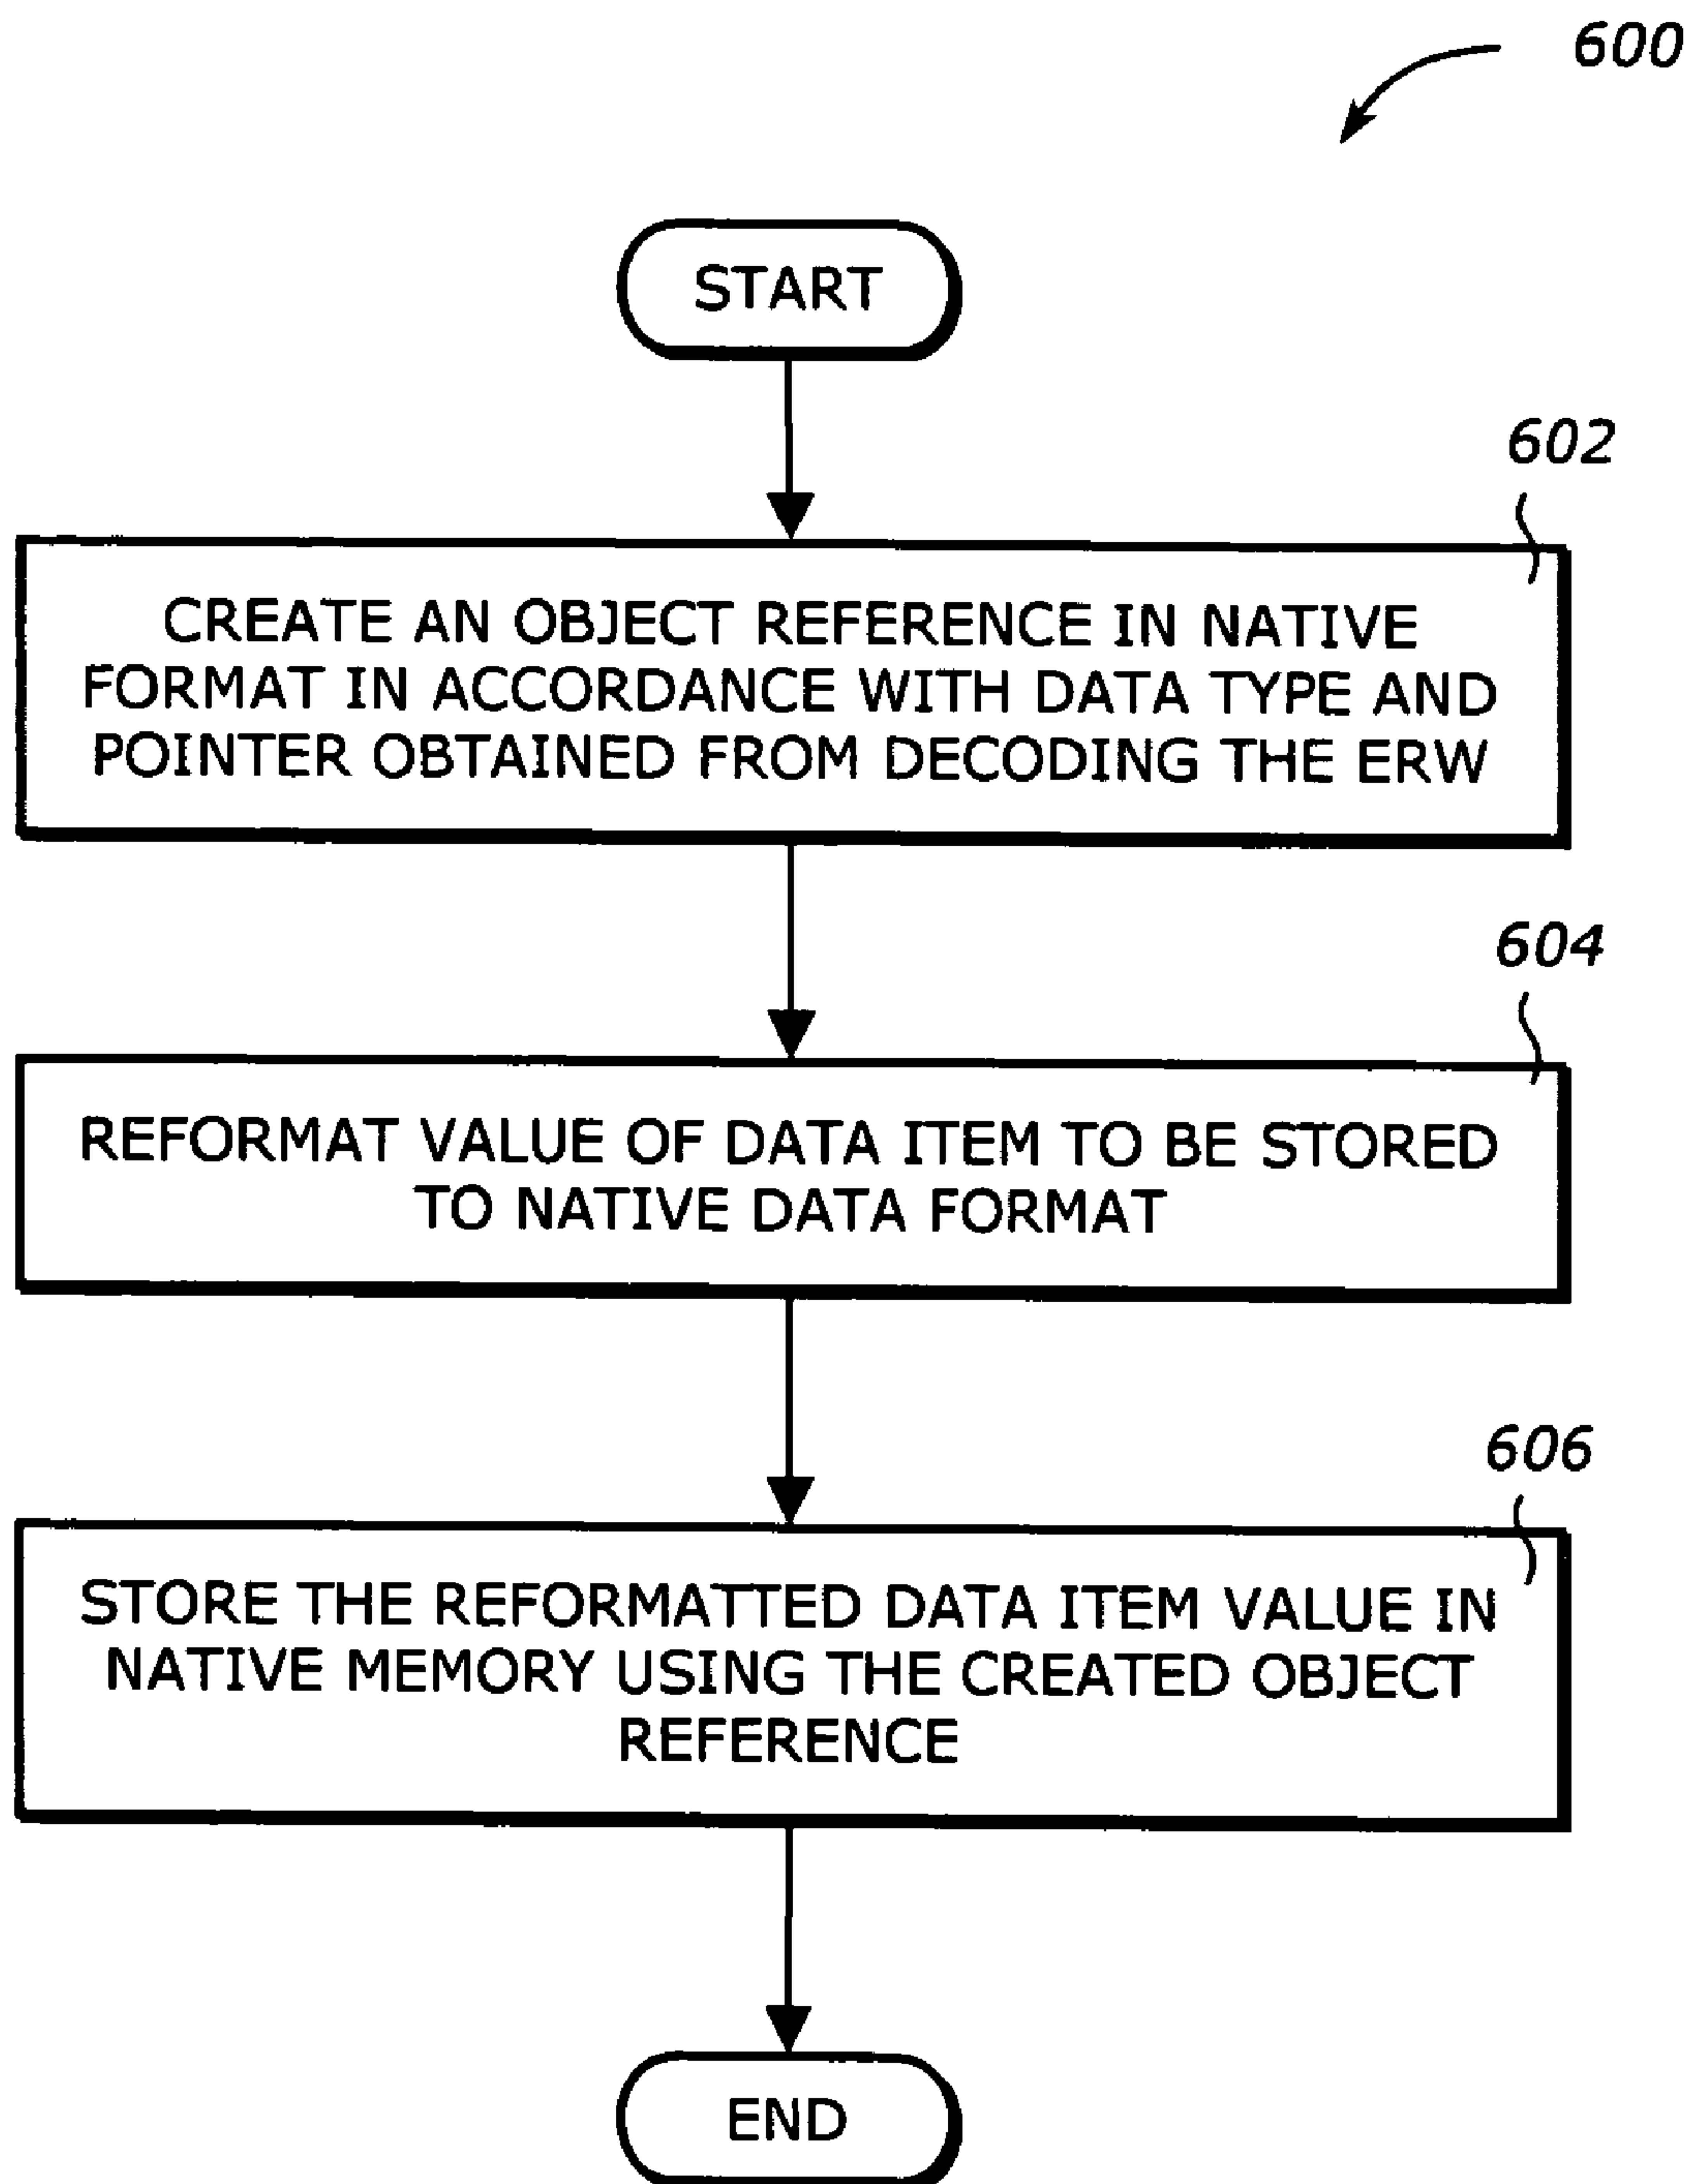 600
START
602
CREATE AN OBJECT REFERENCE IN NATIVE
FORMAT IN ACCORDANCE WITH DATA TYPE AND
POINTER OBTAINED FROM DECODING THE ERW
604
REFORMAT VALUE OF DATA ITEM TO BE STORED
TO NATIVE DATA FORMAT
606
STORE THE REFORMATTED DATA ITEM VALUE IN
NATIVE MEMORY USING THE CREATED OBJECT
REFERENCE
END